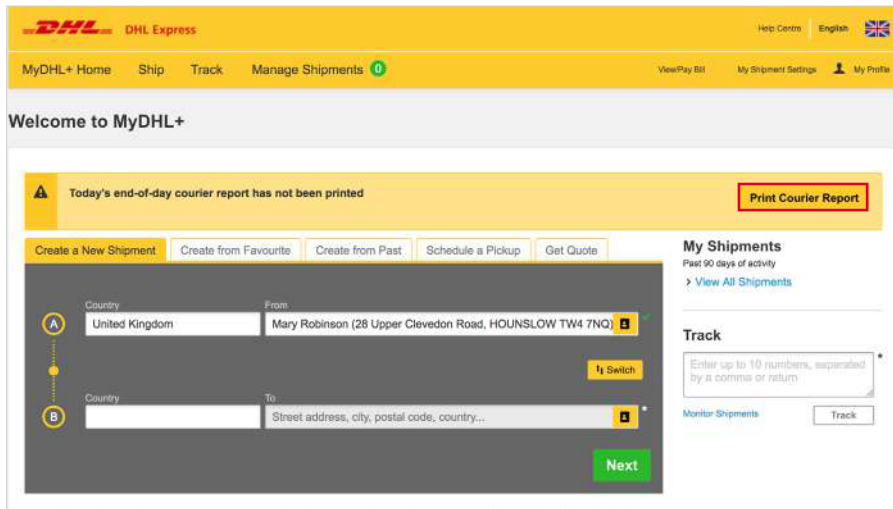 DHL DHL Express
Help Centre English
MyDHL+ Home Ship Track Manage Shipments 0
View/Pay Bill My Shipment Settings My Profile
Welcome to MyDHL+
Today's end-of-day courier report has not been printed
Print Courier Report
Create a New Shipment Create from Favourite Create from Past Schedule a Pickup Get Quote
My Shipments
Past 90 days of activity
> View All Shipments
Country From
A United Kingdom Mary Robinson (28 Upper Clevedon Road, HOUNSLOW TW4 7NQ)
Switch
Country To
B Street address, city, postal code, country... *
Next
Track
Enter up to 10 numbers, separated *
by a comma or return
Monitor Shipments Track